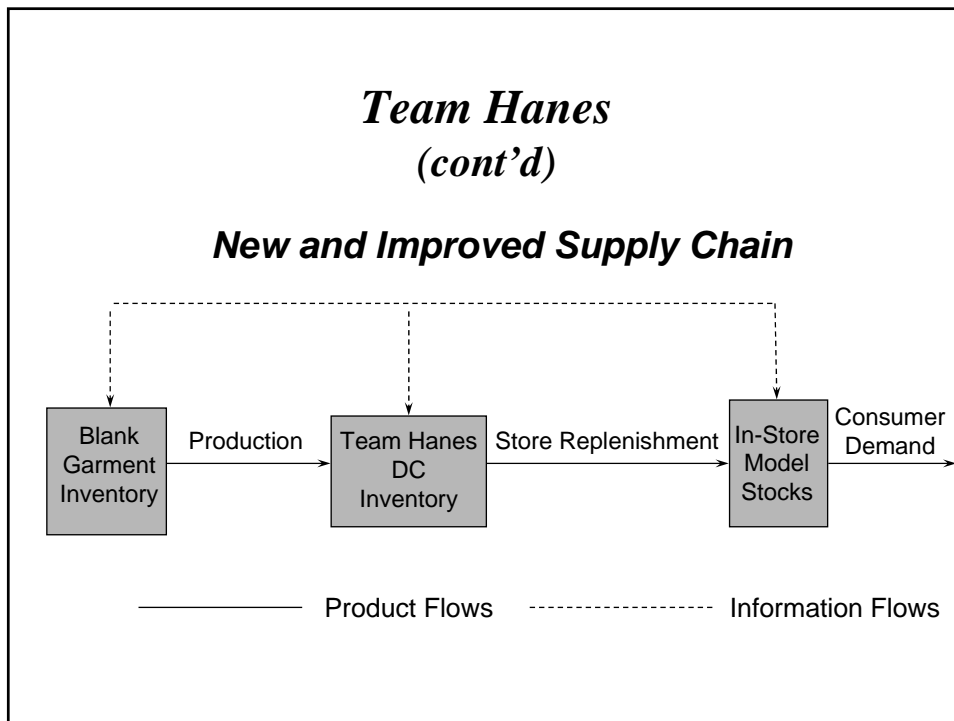 Team Hanes
(cont’d)
New and Improved Supply Chain
Blank
Garment
Inventory
Production
Team Hanes
DC
Inventory
Store Replenishment
In-Store
Model
Stocks
Consumer
Demand
Product Flows
Information Flows